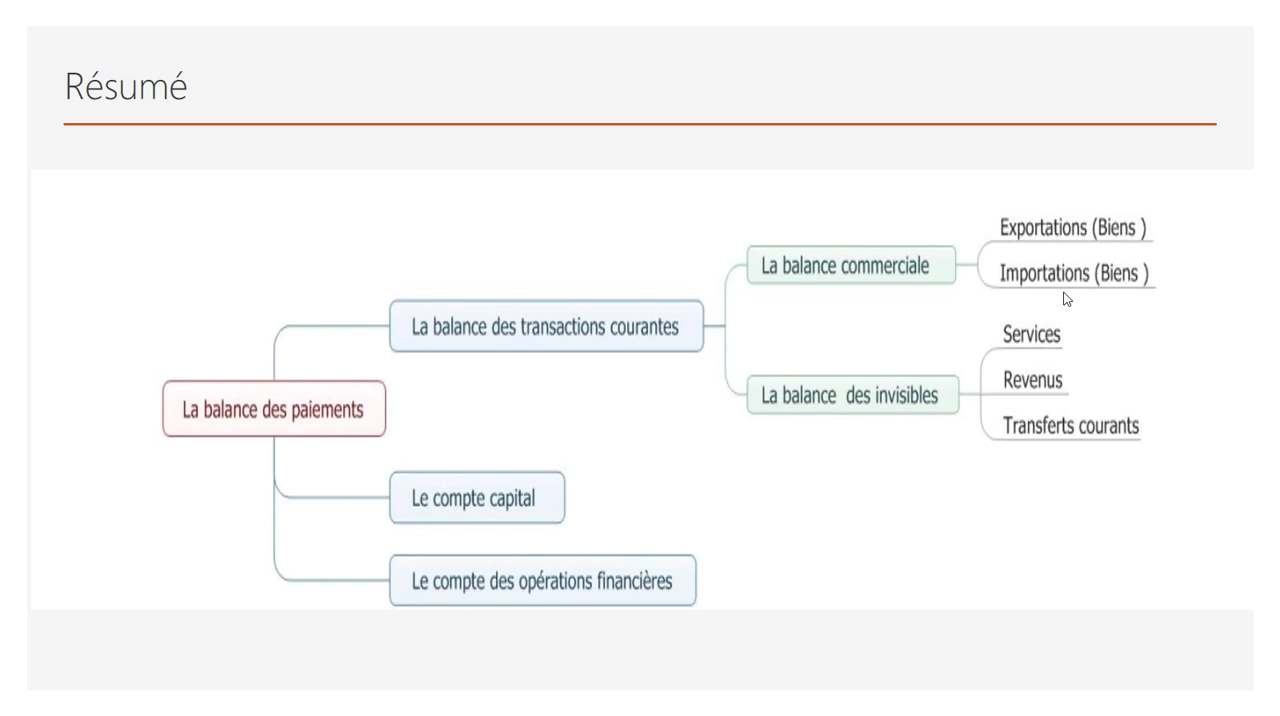 Résumé
Exportations (Biens )
La balance commerciale
Importations (Biens )
La balance des transactions courantes
Services
Revenus
La balance des invisibles
Transferts courants
La balance des paiements
Le compte capital
Le compte des opérations financières